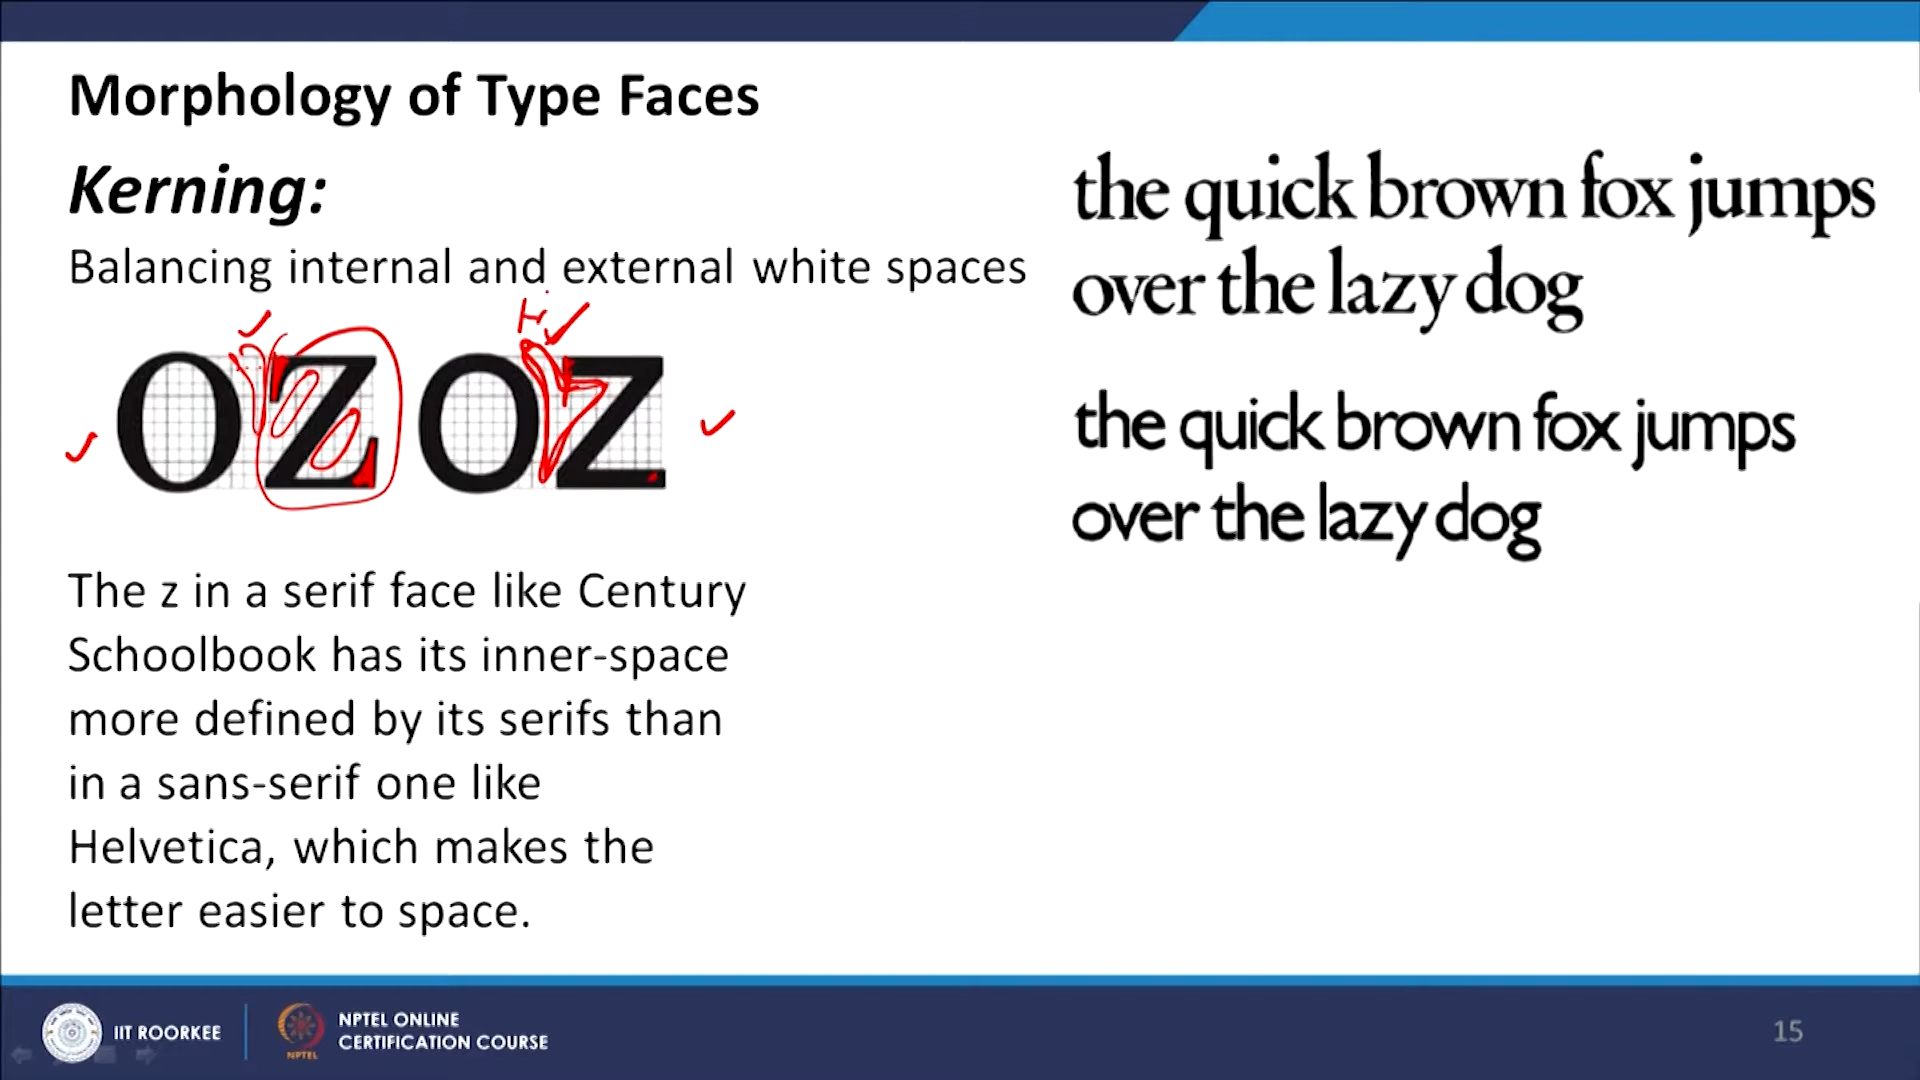 Morphology of Type Faces
Kerning:
Balancing internal and external white spaces
oz oz
The z in a serif face like Century
Schoolbook has its inner-space
more defined by its serifs than
in a sans-serif one like
Helvetica, which makes the
letter easier to space.
the quick brown fox jumps
over the lazy dog
the quick brown fox jumps
over the lazy dog
IIT ROORKEE
NPTEL
NPTEL ONLINE
CERTIFICATION COURSE
15